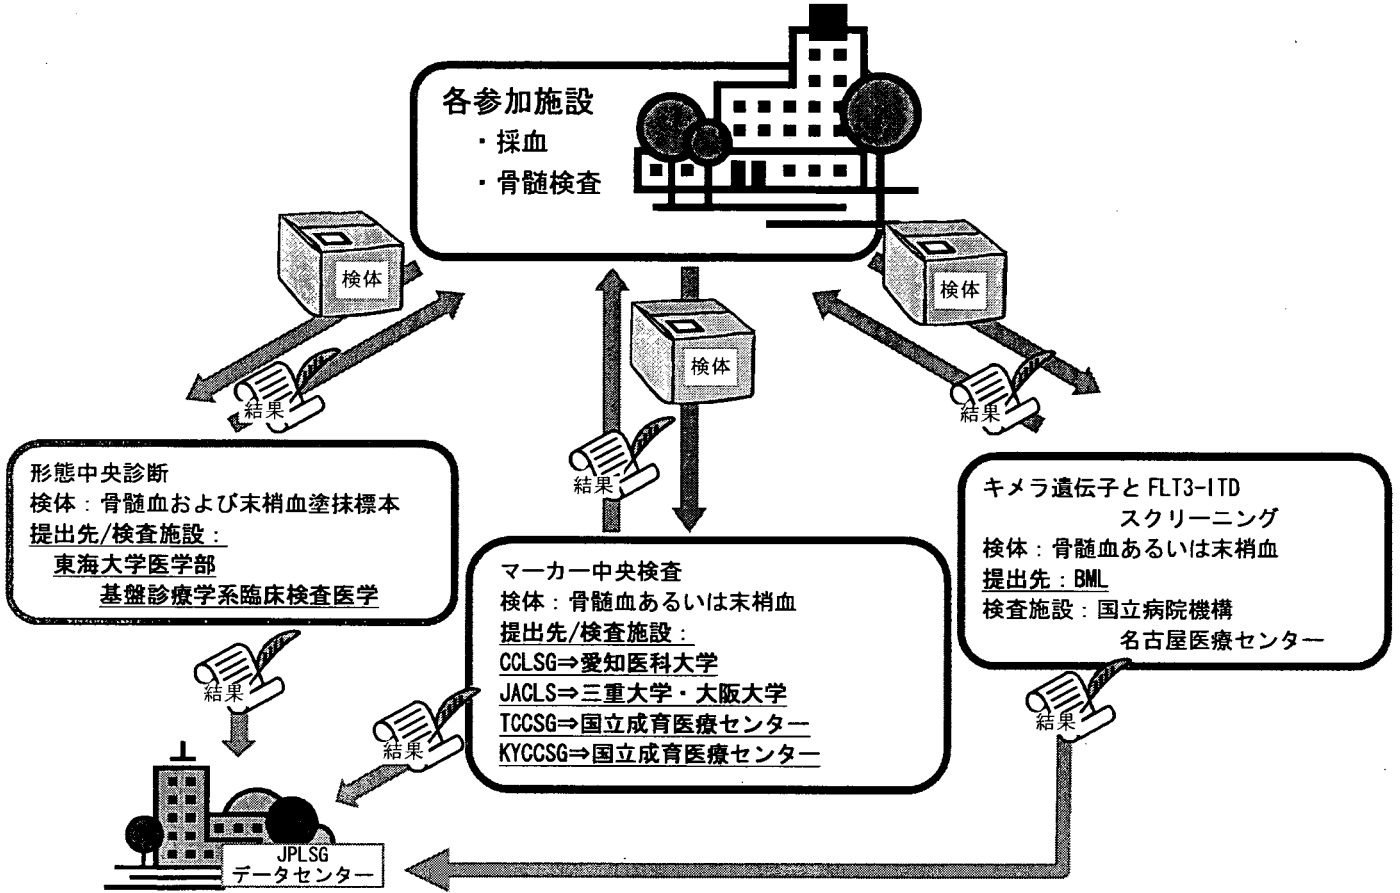 各参加施設
・採血
・骨髄検査
検体
検体
検体
結果
結果
結果
形態中央診断
検体：骨髄血および末梢血塗抹標本
提出先/検査施設：
東海大学医学部
基盤診療学系臨床検査医学
マーカー中央検査
検体：骨髄血あるいは末梢血
提出先/検査施設：
CCLSG⇒愛知医科大学
JACLS⇒三重大学・大阪大学
TCCSG⇒国立成育医療センター
KYCCSG⇒国立成育医療センター
キメラ遺伝子とFLT3-ITD
スクリーニング
検体：骨髄血あるいは末梢血
提出先：BML
検査施設：国立病院機構
名古屋医療センター
結果
結果
結果
JPLSG
データセンター